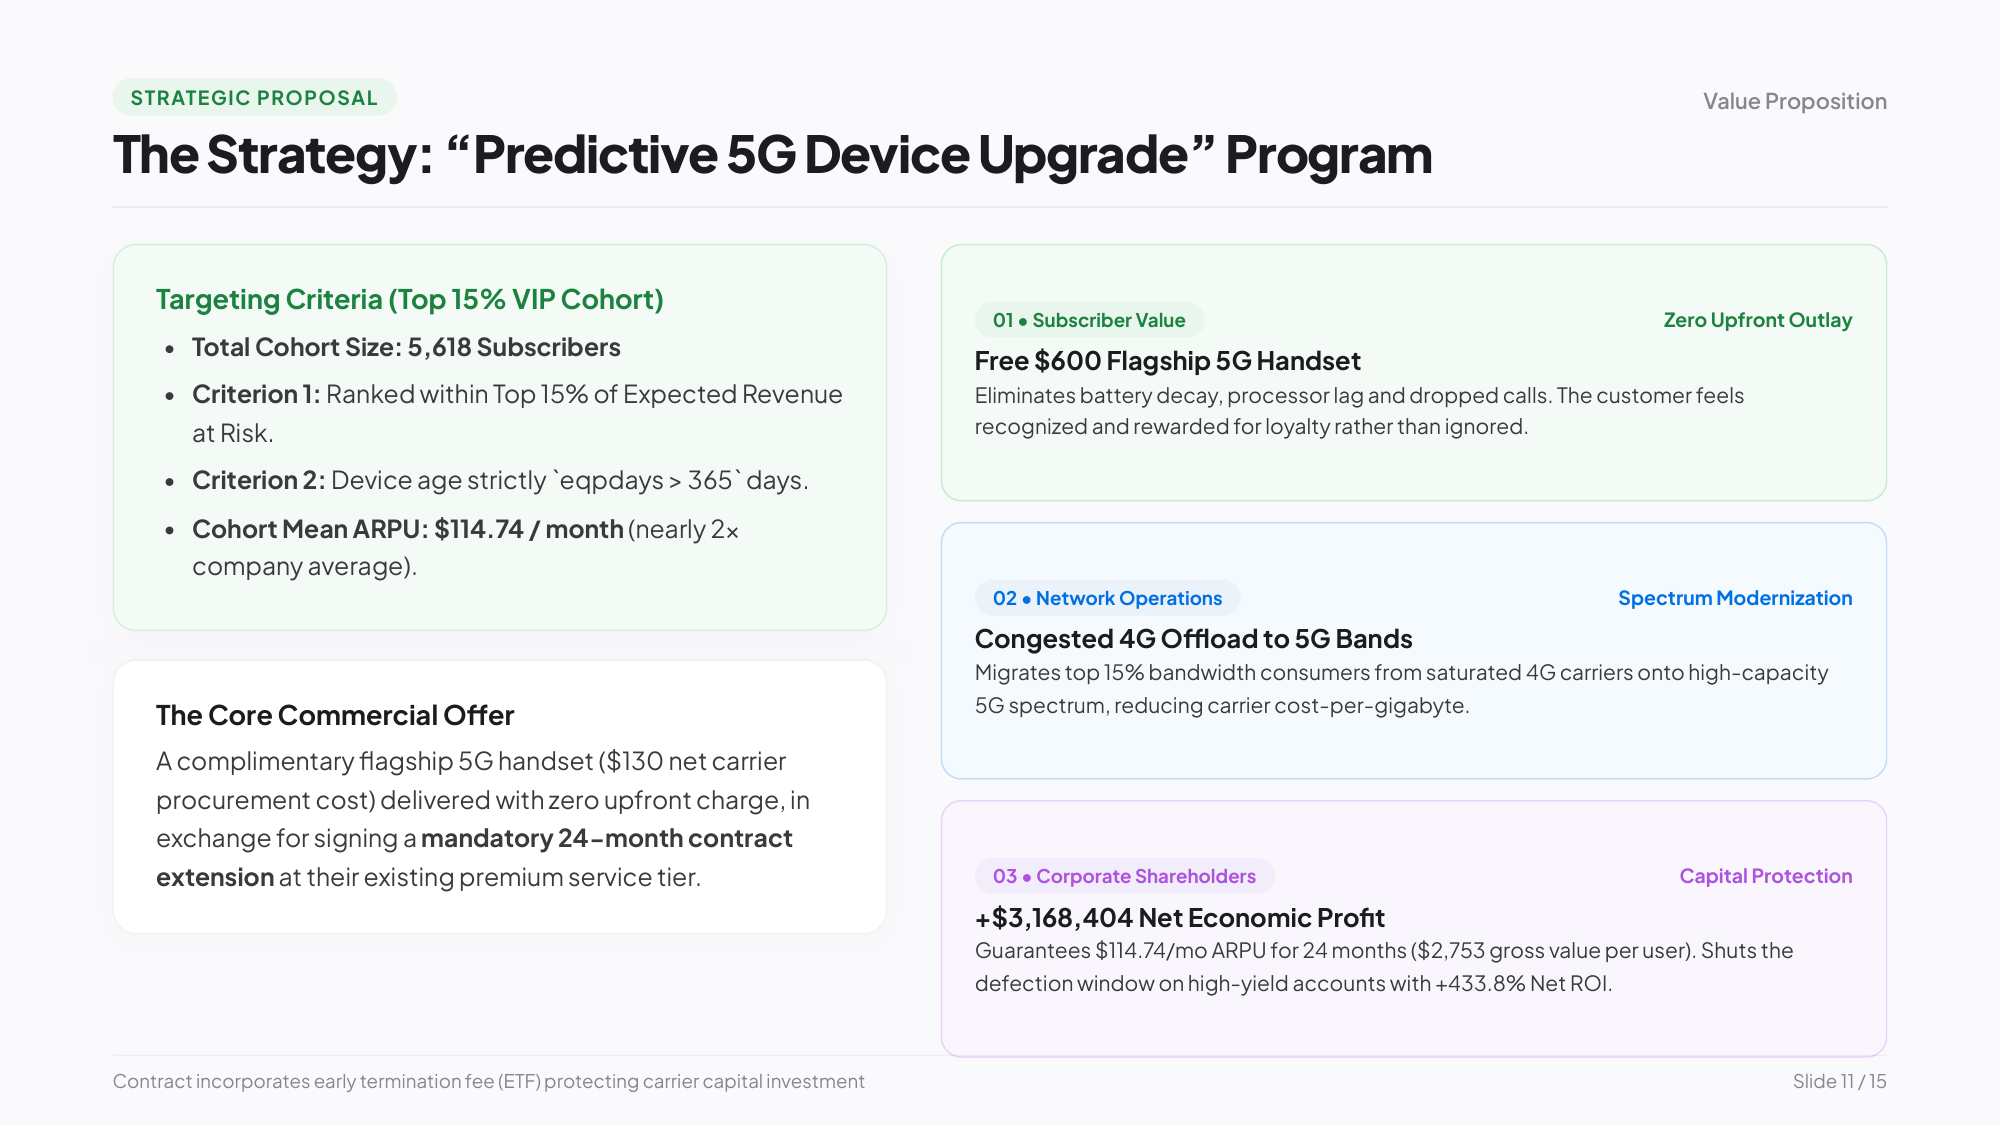 STRATEGIC PROPOSAL
Value Proposition
The Strategy: “Predictive 5G Device Upgrade” Program
Targeting Criteria (Top 15% VIP Cohort)
• Total Cohort Size: 5,618 Subscribers
• Criterion 1: Ranked within Top 15% of Expected Revenue
at Risk.
• Criterion 2: Device age strictly `eqpdays > 365` days.
• Cohort Mean ARPU: $114.74 / month (nearly 2×
company average).
The Core Commercial Offer
A complimentary flagship 5G handset ($130 net carrier
procurement cost) delivered with zero upfront charge, in
exchange for signing a mandatory 24-month contract
extension at their existing premium service tier.
01 • Subscriber Value
Zero Upfront Outlay
Free $600 Flagship 5G Handset
Eliminates battery decay, processor lag and dropped calls. The customer feels
recognized and rewarded for loyalty rather than ignored.
02 • Network Operations
Spectrum Modernization
Congested 4G Offload to 5G Bands
Migrates top 15% bandwidth consumers from saturated 4G carriers onto high-capacity
5G spectrum, reducing carrier cost-per-gigabyte.
03 • Corporate Shareholders
Capital Protection
+$3,168,404 Net Economic Profit
Guarantees $114.74/mo ARPU for 24 months ($2,753 gross value per user). Shuts the
defection window on high-yield accounts with +433.8% Net ROI.
Contract incorporates early termination fee (ETF) protecting carrier capital investment
Slide 11 / 15